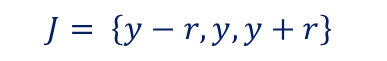 J = {y − r, y, y + r}